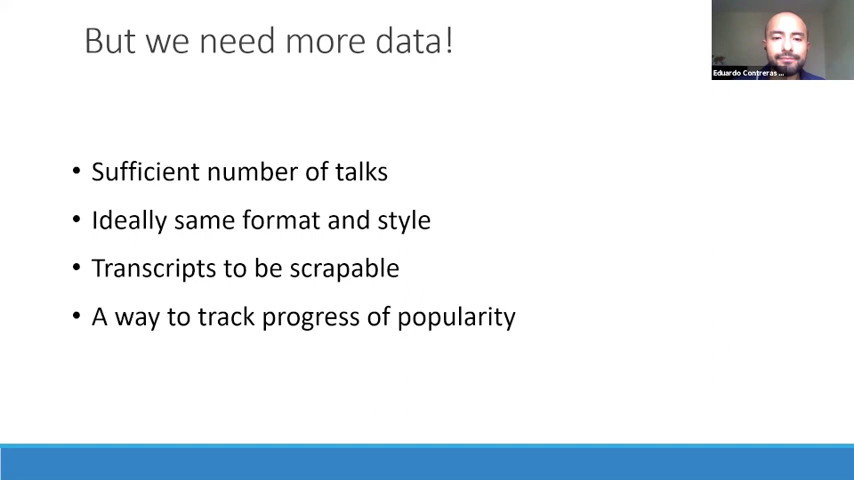 But we need more data!
Eduardo Contreras ...
• Sufficient number of talks
• Ideally same format and style
• Transcripts to be scrapable
• A way to track progress of popularity